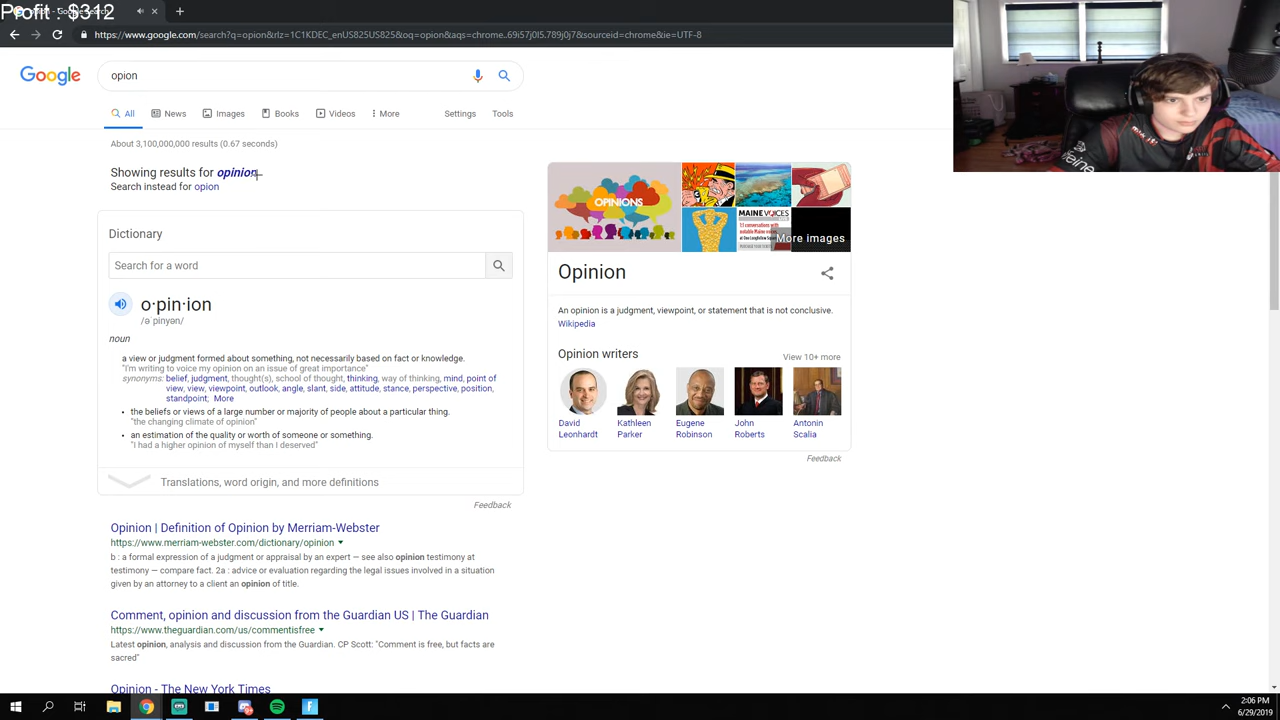 Profit : $312
https://www.google.com/search?q=opion&rlz=1C1KDEC_enUS825US825&oq=opion&aqs=chrome..69i57j0l5.789j0j7&sourceid=chrome&ie=UTF-8
Google
opion
All
News
Images
Books
Videos
More
Settings
Tools
About 3,100,000,000 results (0.67 seconds)
Showing results for opinion
Search instead for opion
Dictionary
Search for a word
o·pin·ion
/əˈpinyən/
noun
a view or judgment formed about something, not necessarily based on fact or knowledge.
"I'm writing to voice my opinion on an issue of great importance"
synonyms: belief, judgment, thought(s), school of thought, thinking, way of thinking, mind, point of
view, view, viewpoint, outlook, angle, slant, side, attitude, stance, perspective, position,
standpoint; More
• the beliefs or views of a large number or majority of people about a particular thing.
"the changing climate of opinion"
• an estimation of the quality or worth of someone or something.
"I had a higher opinion of myself than I deserved"
Translations, word origin, and more definitions
Feedback
Opinion | Definition of Opinion by Merriam-Webster
https://www.merriam-webster.com/dictionary/opinion
b : a formal expression of a judgment or appraisal by an expert — see also opinion testimony at
testimony — compare fact. 2a : advice or evaluation regarding the legal issues involved in a situation
given by an attorney to a client an opinion of title.
Comment, opinion and discussion from the Guardian US | The Guardian
https://www.theguardian.com/us/commentisfree
Latest opinion, analysis and discussion from the Guardian. CP Scott: "Comment is free, but facts are
sacred"
Opinion - The New York Times
OPINIONS
MAINE VOICES
More images
Opinion
An opinion is a judgment, viewpoint, or statement that is not conclusive.
Wikipedia
Opinion writers
View 10+ more
David
Leonhardt
Kathleen
Parker
Eugene
Robinson
John
Roberts
Antonin
Scalia
Feedback
2:06 PM
6/29/2019